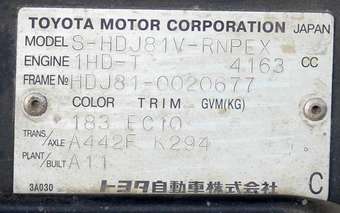 TOYOTA MOTOR CORPORATION JAPAN
MODEL S-HDJ81V-RNPEX
ENGINE 1HD-T 4163 CC
FRAME No HDJ81-0020677
COLOR TRIM GVM(KG)
183 FC10
TRANS/AXLE A442F K294
PLANT/BUILT A11
3A030 トヨタ自動車株式会社 C